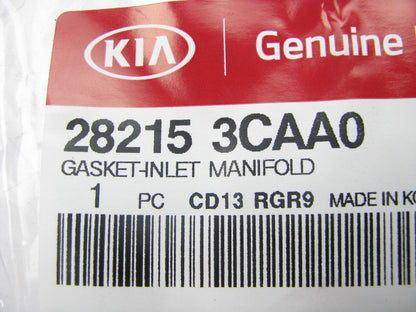 KIA Genuine
28215 3CAA0
GASKET-INLET MANIFOLD
1 PC CD13 RGR9 MADE IN KO